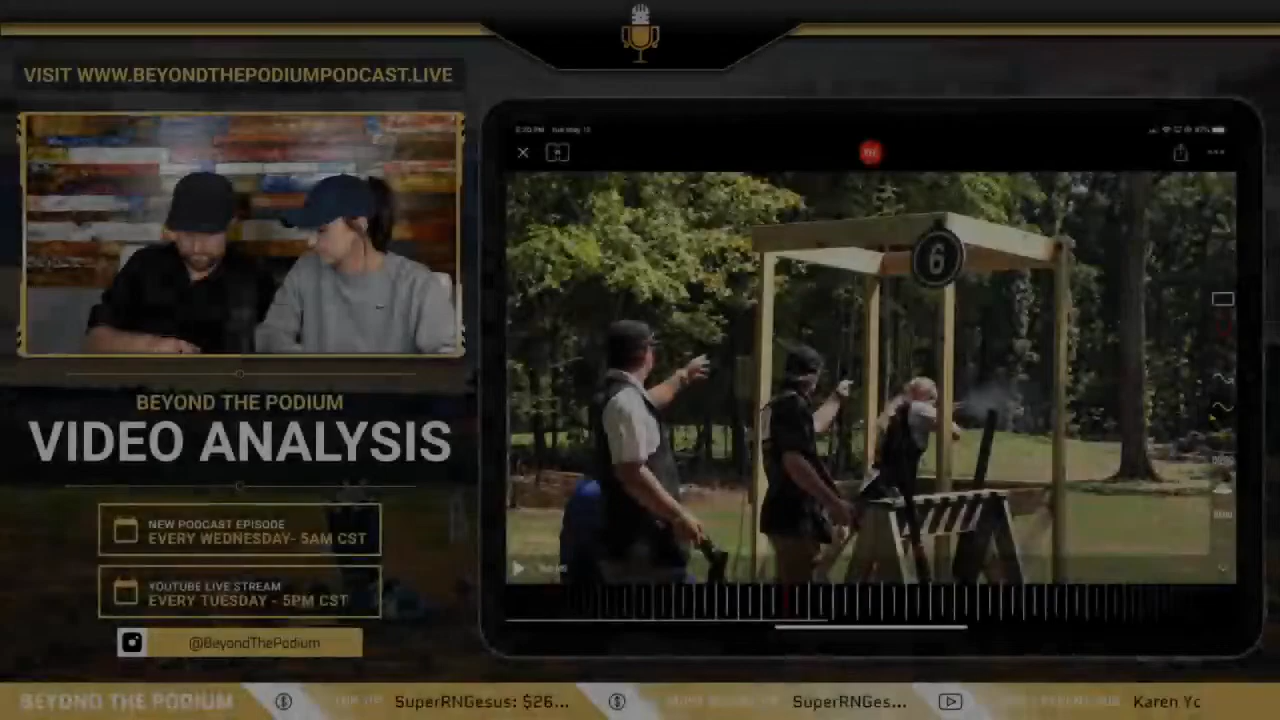 VISIT WWW.BEYONDTHEPODIUMPODCAST.LIVE
6
BEYOND THE PODIUM
VIDEO ANALYSIS
NEW PODCAST EPISODE
EVERY WEDNESDAY- 5AM CST
YOUTUBE LIVE STREAM
EVERY TUESDAY - 5PM CST
@BeyondThePodium
BEYOND THE PODIUM
SuperRNGesus: $26...
SuperRNGes...
Karen Yc